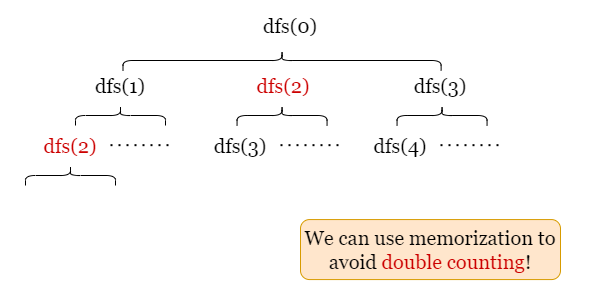 dfs(0)
dfs(1) dfs(2) dfs(3)
dfs(2) ········ dfs(3) ········ dfs(4) ········
We can use memorization to
avoid double counting!